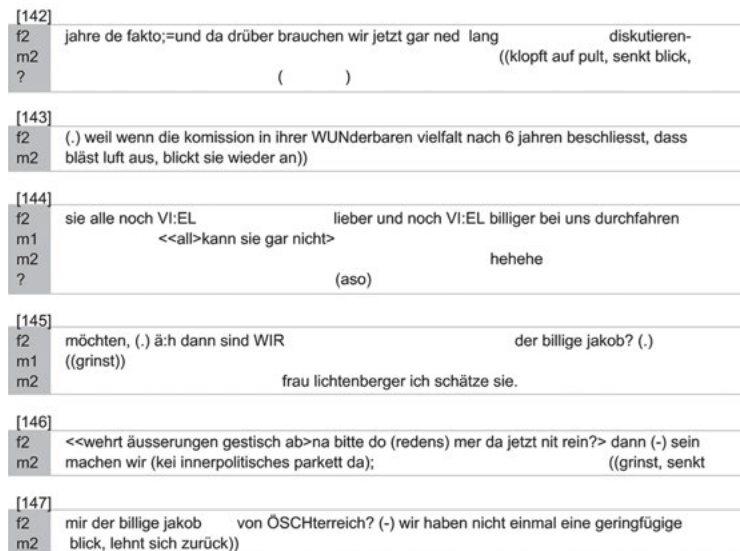 [142]
f2 jahre de fakto;=und da drüber brauchen wir jetzt gar ned lang diskutieren-
m2 ((klopft auf pult, senkt blick,
? ( )
[143]
f2 (.) weil wenn die komission in ihrer WUNderbaren vielfalt nach 6 jahren beschliesst, dass
m2 bläst luft aus, blickt sie wieder an))
[144]
f2 sie alle noch VI:EL lieber und noch VI:EL billiger bei uns durchfahren
m1 <<all>kann sie gar nicht>
m2 hehehe
? (aso)
[145]
f2 möchten, (.) ä:h dann sind WIR der billige jakob? (.)
m1 ((grinst))
m2 frau lichtenberger ich schätze sie.
[146]
f2 <<wehrt äusserungen gestisch ab>na bitte do (redens) mer da jetzt nit rein?> dann (-) sein
m2 machen wir (kei innerpolitisches parkett da); ((grinst, senkt
[147]
f2 mir der billige jakob von ÖSCHterreich? (-) wir haben nicht einmal eine geringfügige
m2 blick, lehnt sich zurück))